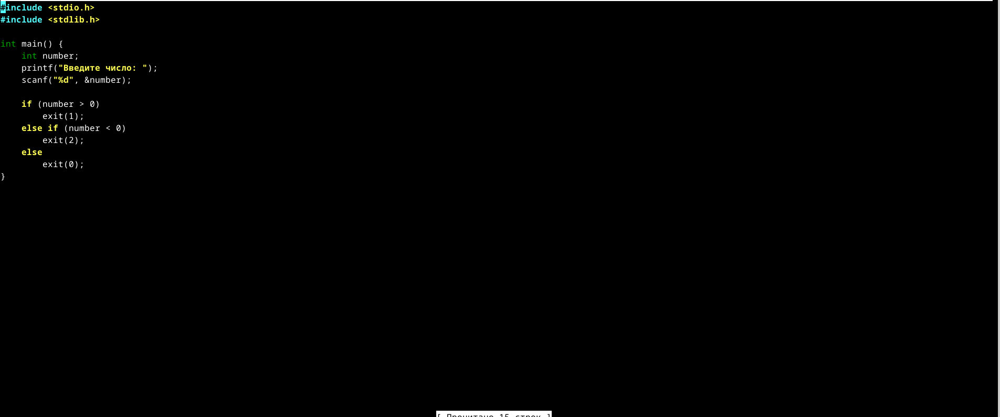 #include <stdio.h>
#include <stdlib.h>
int main() {
    int number;
    printf("Введите число: ");
    scanf("%d", &number);
    if (number > 0)
        exit(1);
    else if (number < 0)
        exit(2);
    else
        exit(0);
}
[ Прочитано 15 строк ]